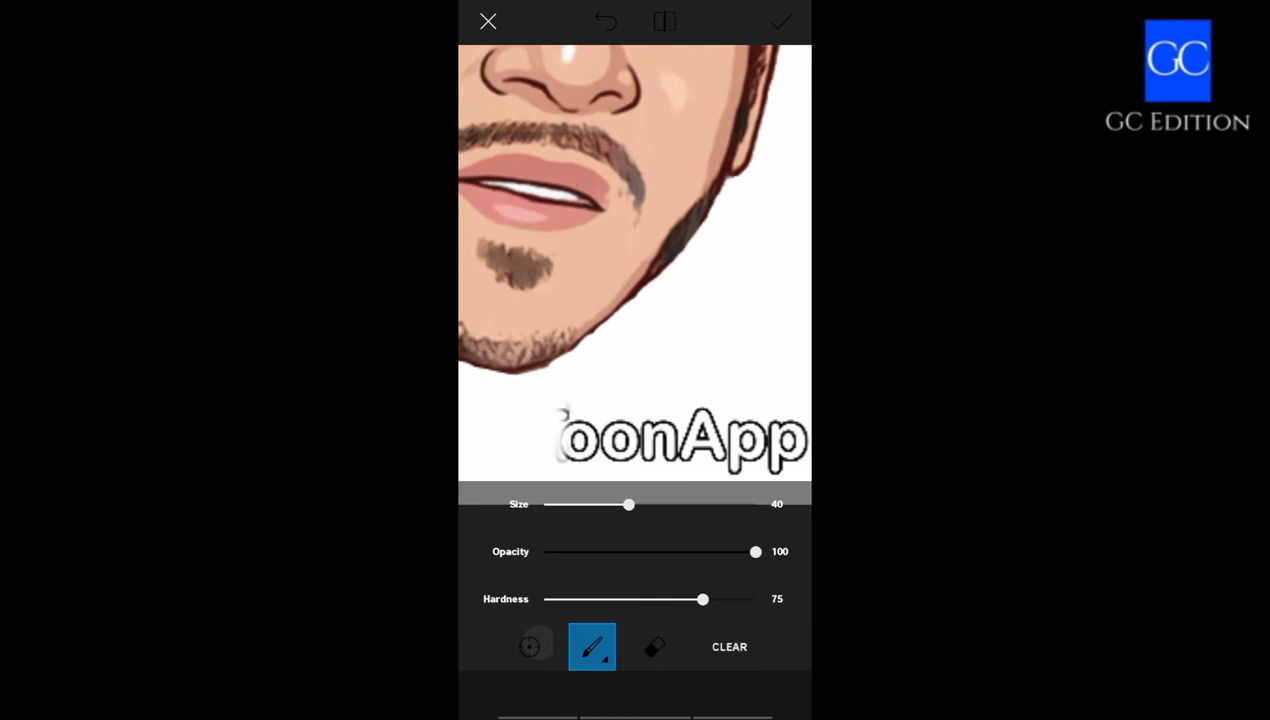 GC
GC EDITION
oonApp
Size 40
Opacity 100
Hardness 75
CLEAR